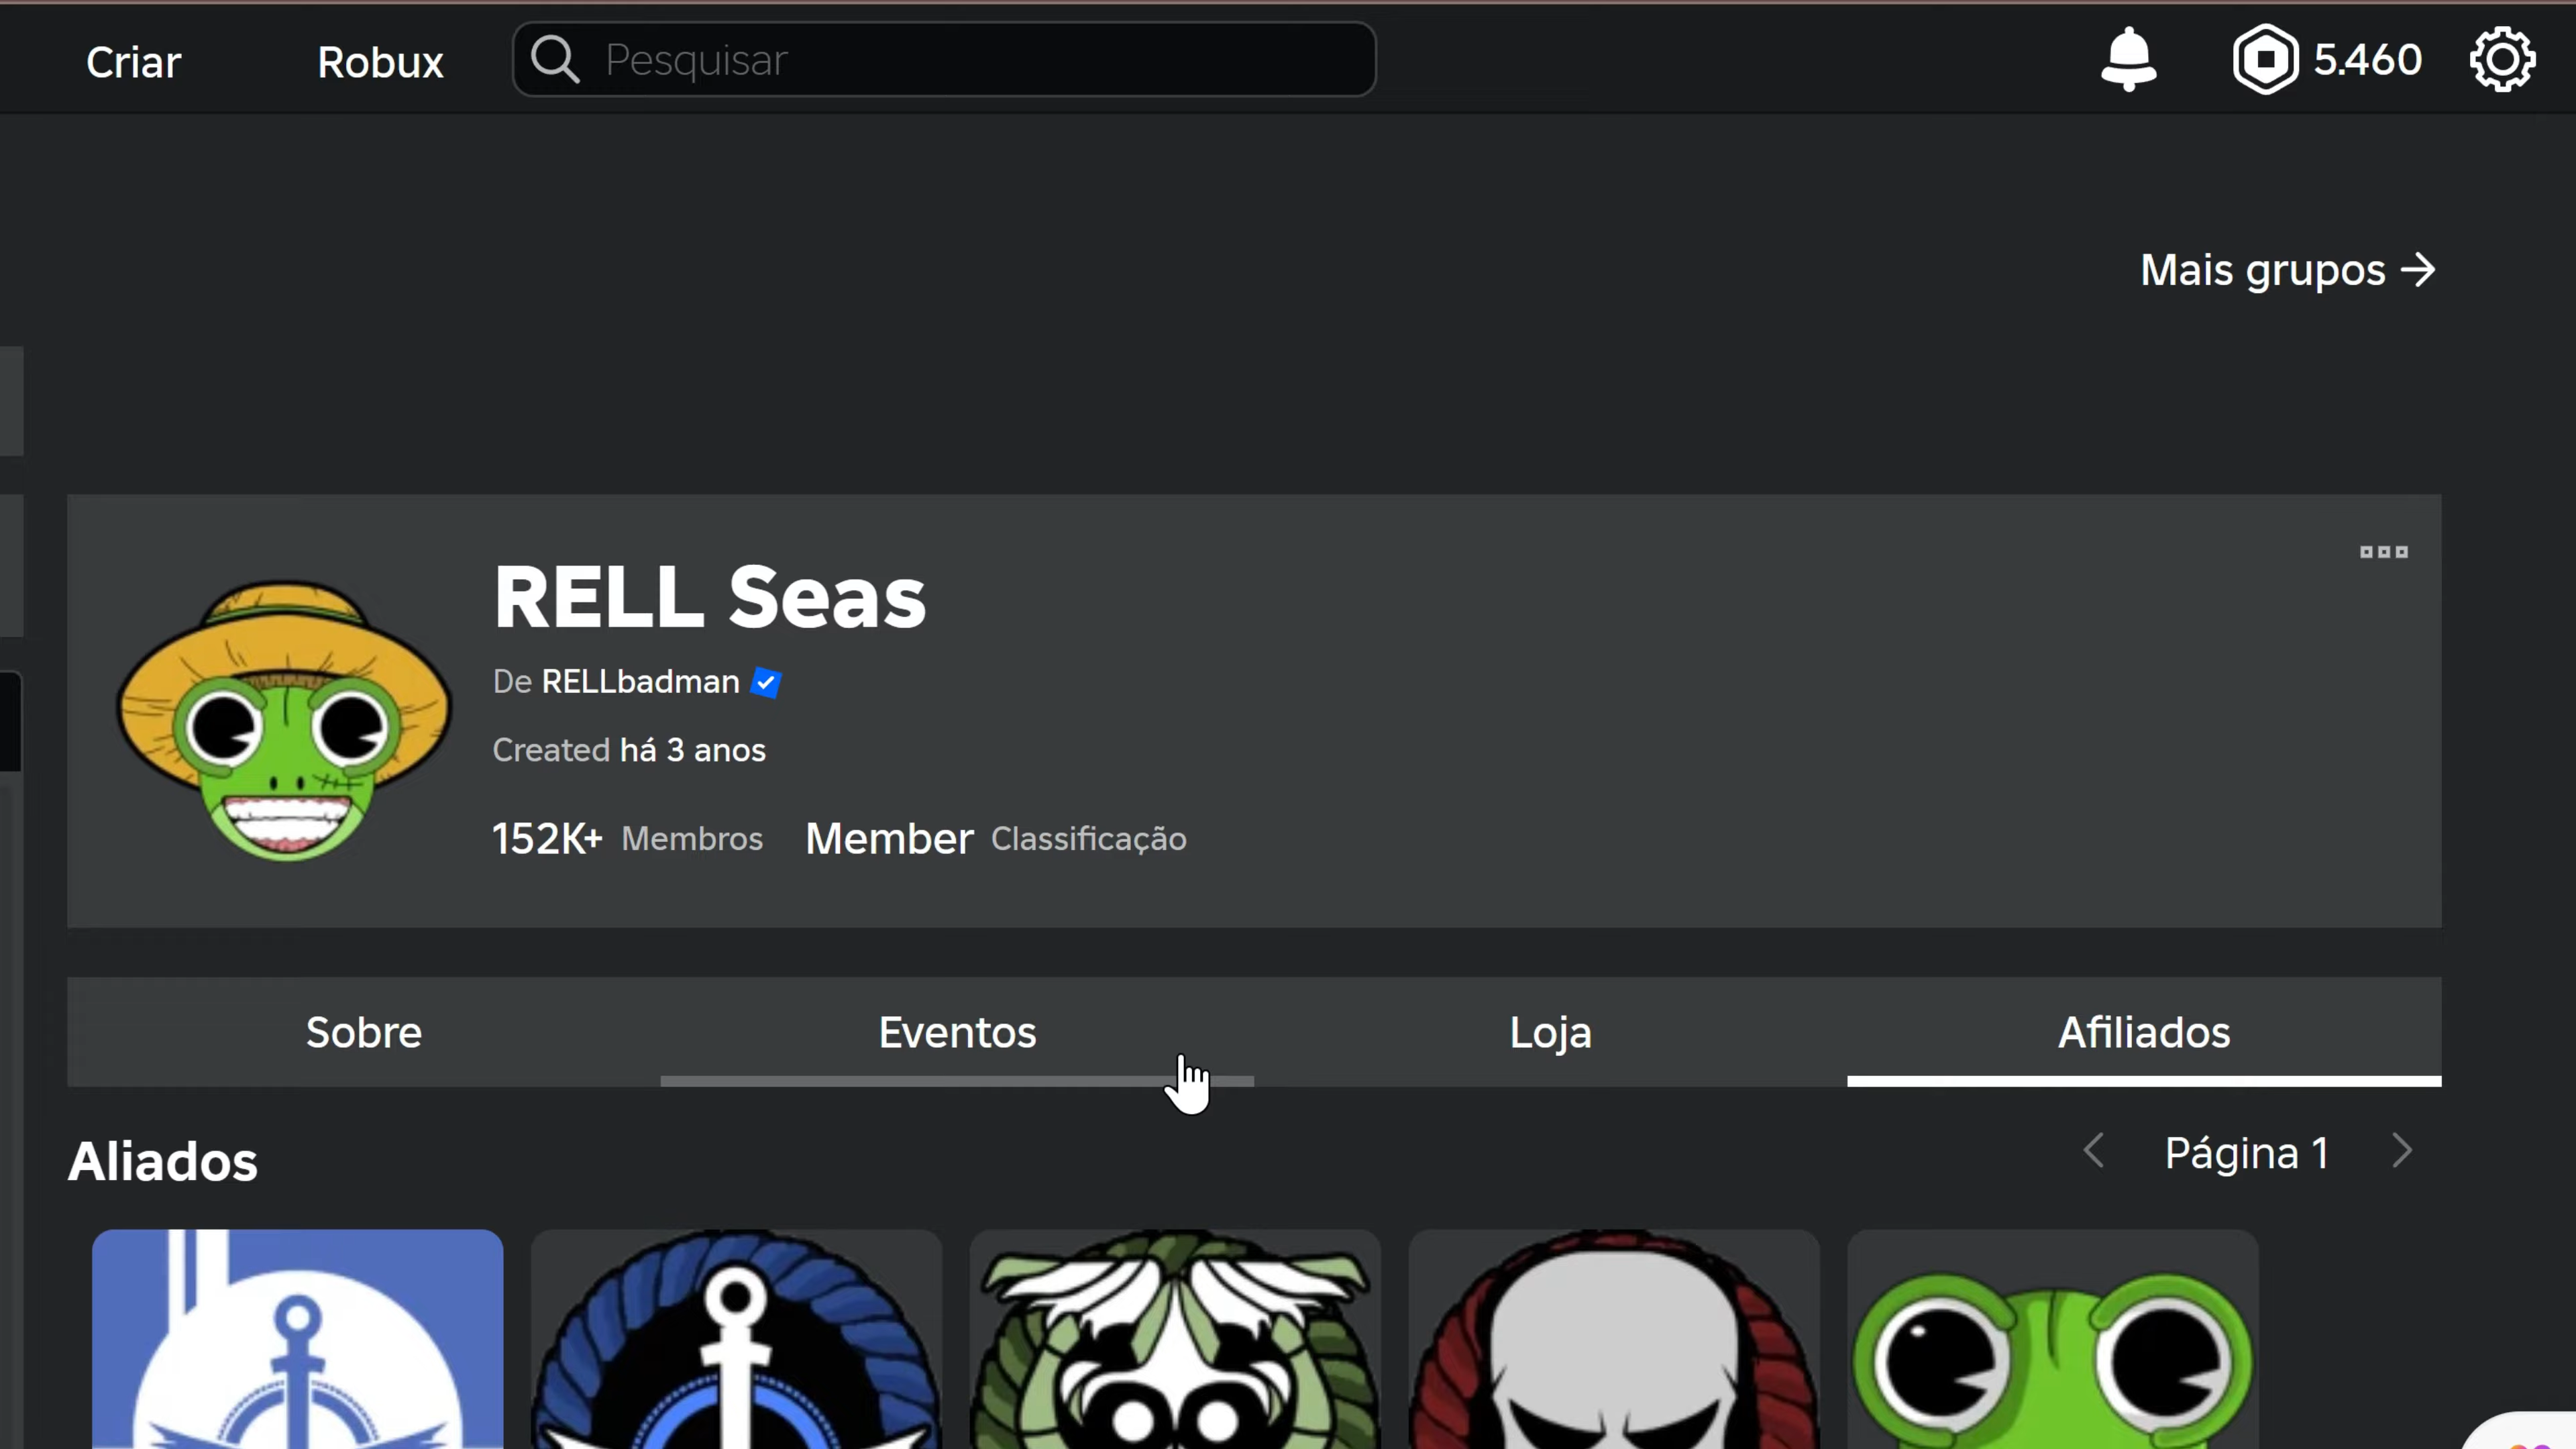 Criar
Robux
Pesquisar
5.460
Mais grupos
RELL Seas
De RELLbadman
Created há 3 anos
152K+ Membros Member Classificação
Sobre
Eventos
Loja
Afiliados
Aliados
Página 1